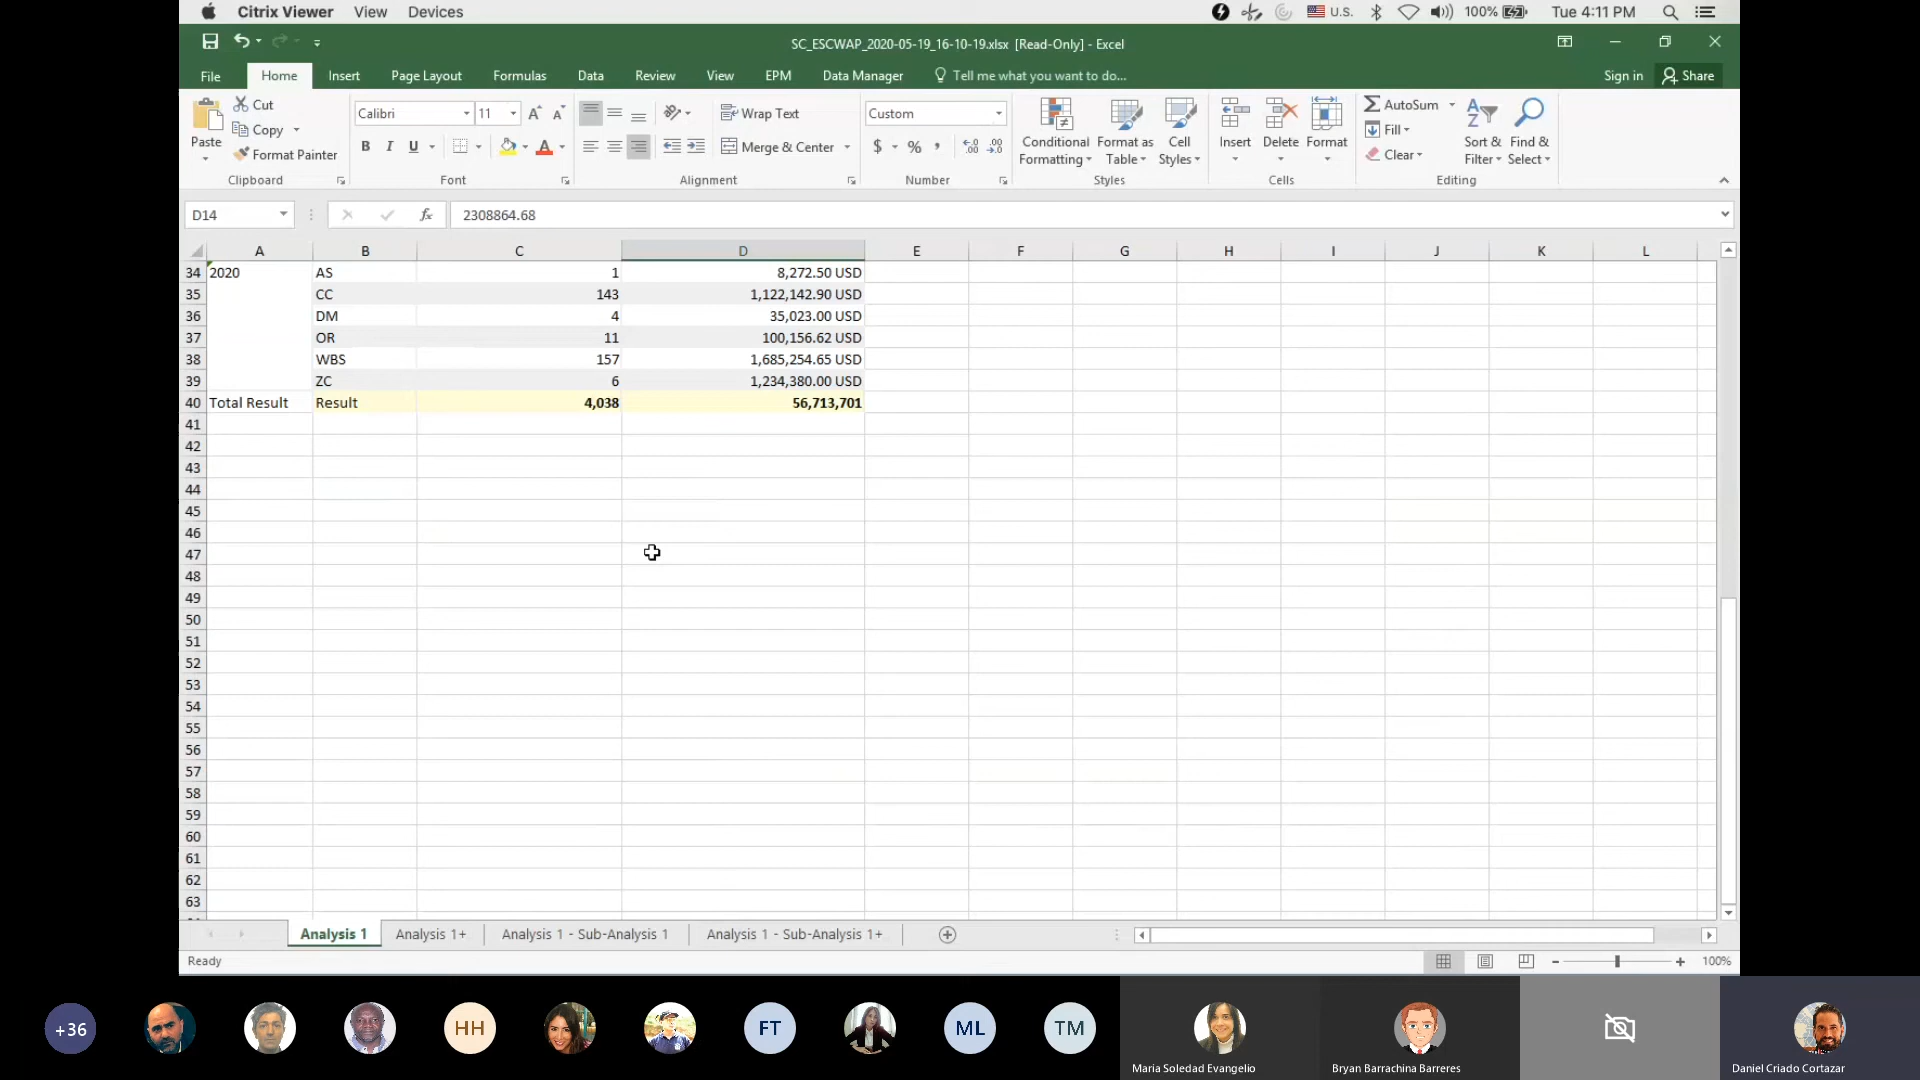 Citrix Viewer View Devices U.S. 100% Tue 4:11 PM
SC_ESCWAP_2020-05-19_16-10-19.xlsx [Read-Only] - Excel
File Home Insert Page Layout Formulas Data Review View EPM Data Manager Tell me what you want to do... Sign in Share
Paste Cut Copy Format Painter Clipboard
Calibri 11 B I U Font
Wrap Text Merge & Center Alignment
Custom $ % , Number
Conditional Formatting Format as Table Cell Styles Styles
Insert Delete Format Cells
AutoSum Fill Clear Sort & Filter Find & Select Editing
D14 fx 2308864.68
A B C D E F G H I J K L
34 2020 AS 1 8,272.50 USD
35 CC 143 1,122,142.90 USD
36 DM 4 35,023.00 USD
37 OR 11 100,156.62 USD
38 WBS 157 1,685,254.65 USD
39 ZC 6 1,234,380.00 USD
40 Total Result Result 4,038 56,713,701
41
42
43
44
45
46
47
48
49
50
51
52
53
54
55
56
57
58
59
60
61
62
63
Analysis 1 Analysis 1+ Analysis 1 - Sub-Analysis 1 Analysis 1 - Sub-Analysis 1+
Ready 100%
+36 HH FT ML TM
Maria Soledad Evangelio Bryan Barrachina Barreres Daniel Criado Cortazar